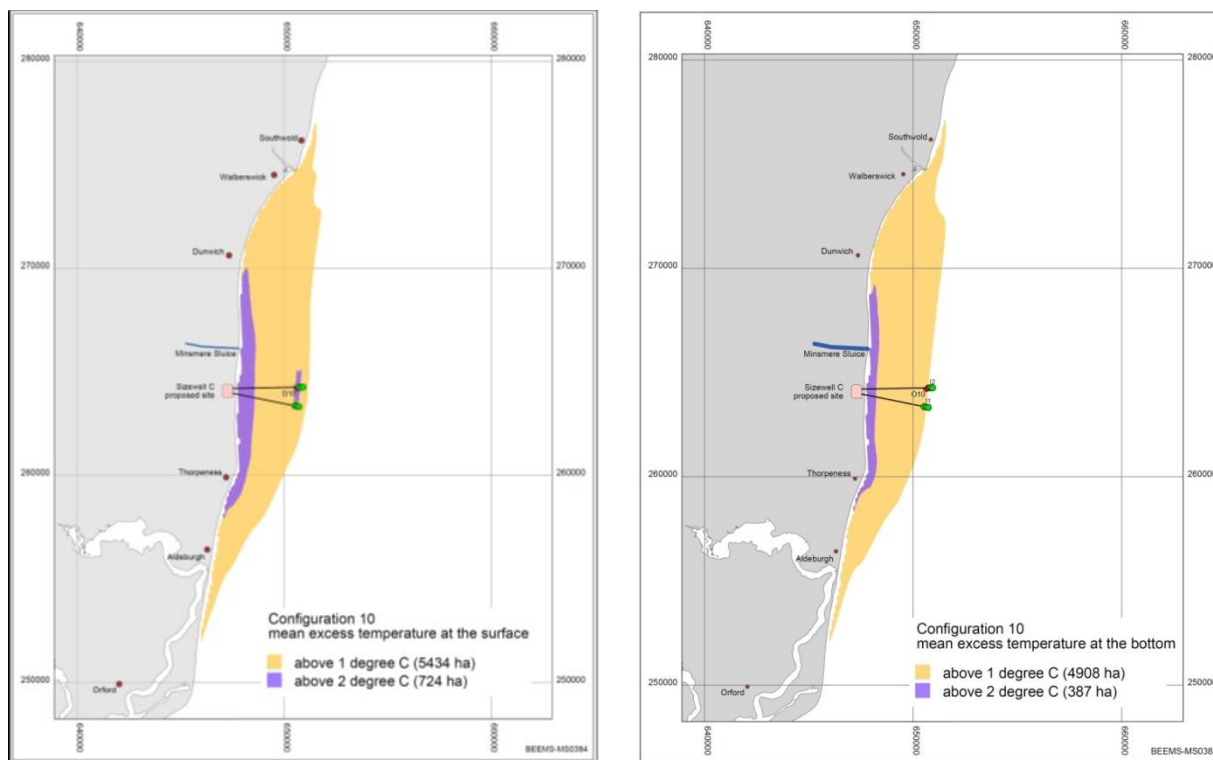 640000
650000
660000
280000
280000
Southwold
Walberswick
Dunwich
270000
270000
Minsmere Sluice
Sizewell C
proposed site
O10
Thorpeness
260000
260000
Aldeburgh
Configuration 10
mean excess temperature at the surface
above 1 degree C (5434 ha)
above 2 degree C (724 ha)
Orford
250000
250000
640000
650000
660000
BEEMS-MS0384
640000
650000
660000
280000
280000
Southwold
Walberswick
Dunwich
270000
270000
Minsmere Sluice
Sizewell C
proposed site
I2
O10
I1
Thorpeness
260000
260000
Aldeburgh
Configuration 10
mean excess temperature at the bottom
above 1 degree C (4908 ha)
above 2 degree C (387 ha)
Orford
250000
250000
640000
650000
660000
BEEMS-MS038